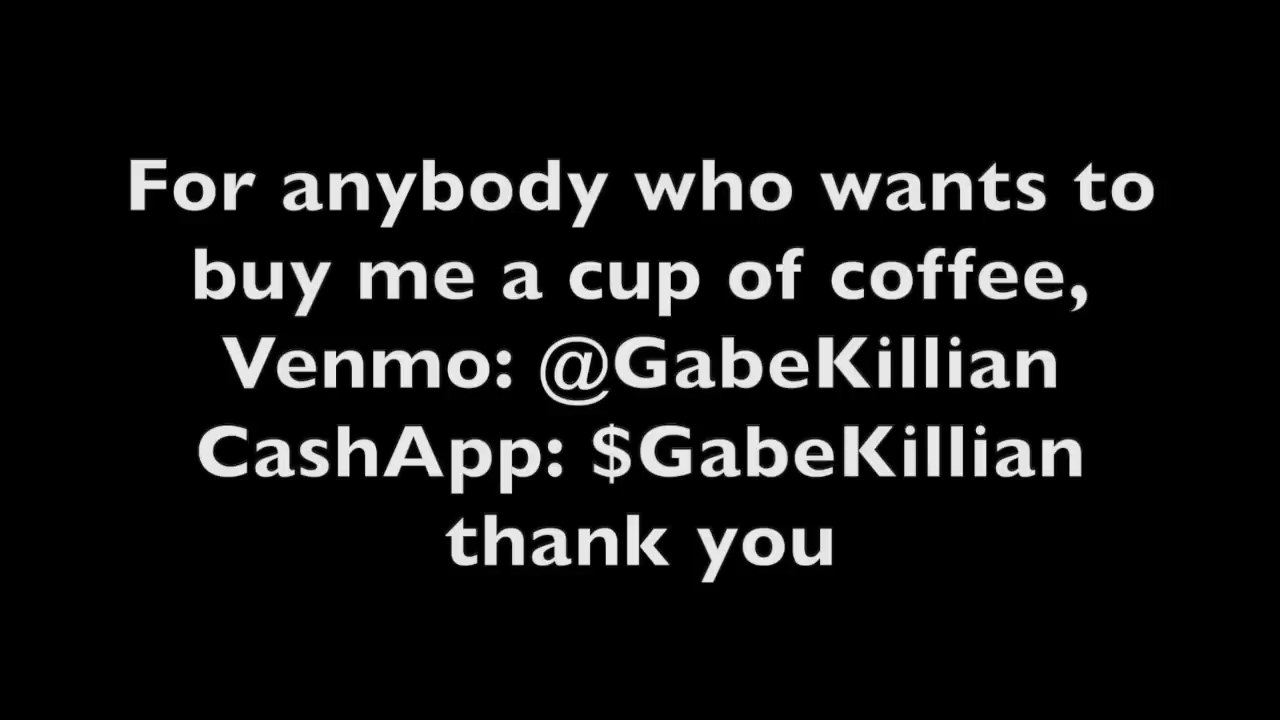 For anybody who wants to
buy me a cup of coffee,
Venmo: @GabeKillian
CashApp: $GabeKillian
thank you